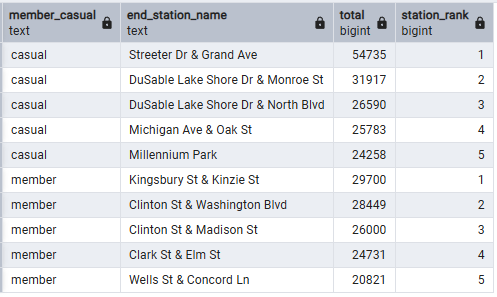 member_casual end_station_name total station_rank
text text bigint bigint
casual Streeter Dr & Grand Ave 54735 1
casual DuSable Lake Shore Dr & Monroe St 31917 2
casual DuSable Lake Shore Dr & North Blvd 26590 3
casual Michigan Ave & Oak St 25783 4
casual Millennium Park 24258 5
member Kingsbury St & Kinzie St 29700 1
member Clinton St & Washington Blvd 28449 2
member Clinton St & Madison St 26000 3
member Clark St & Elm St 24731 4
member Wells St & Concord Ln 20821 5